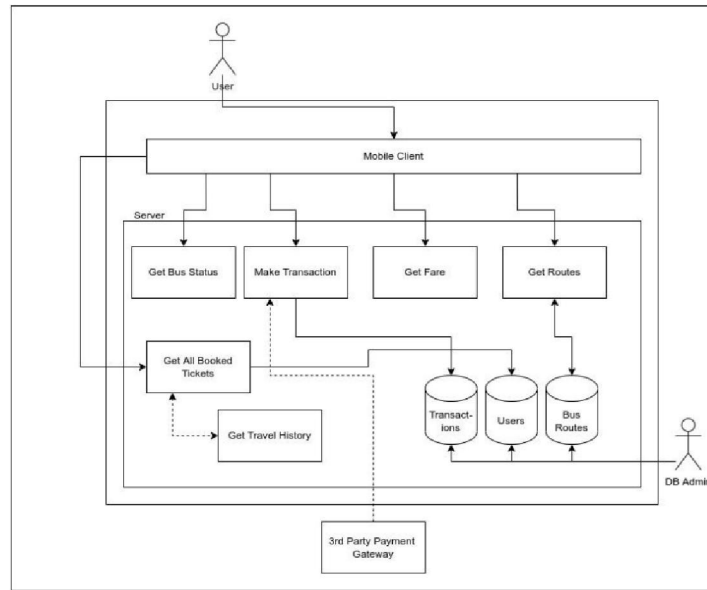 User
Mobile Client
Server
Get Bus Status
Make Transaction
Get Fare
Get Routes
Get All Booked
Tickets
Transact-
ions
Users
Bus
Routes
Get Travel History
DB Admin
3rd Party Payment
Gateway